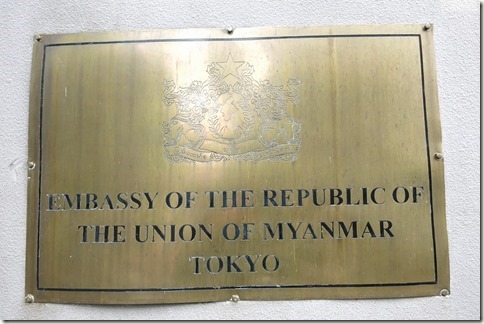 EMBASSY OF THE REPUBLIC OF
THE UNION OF MYANMAR
TOKYO